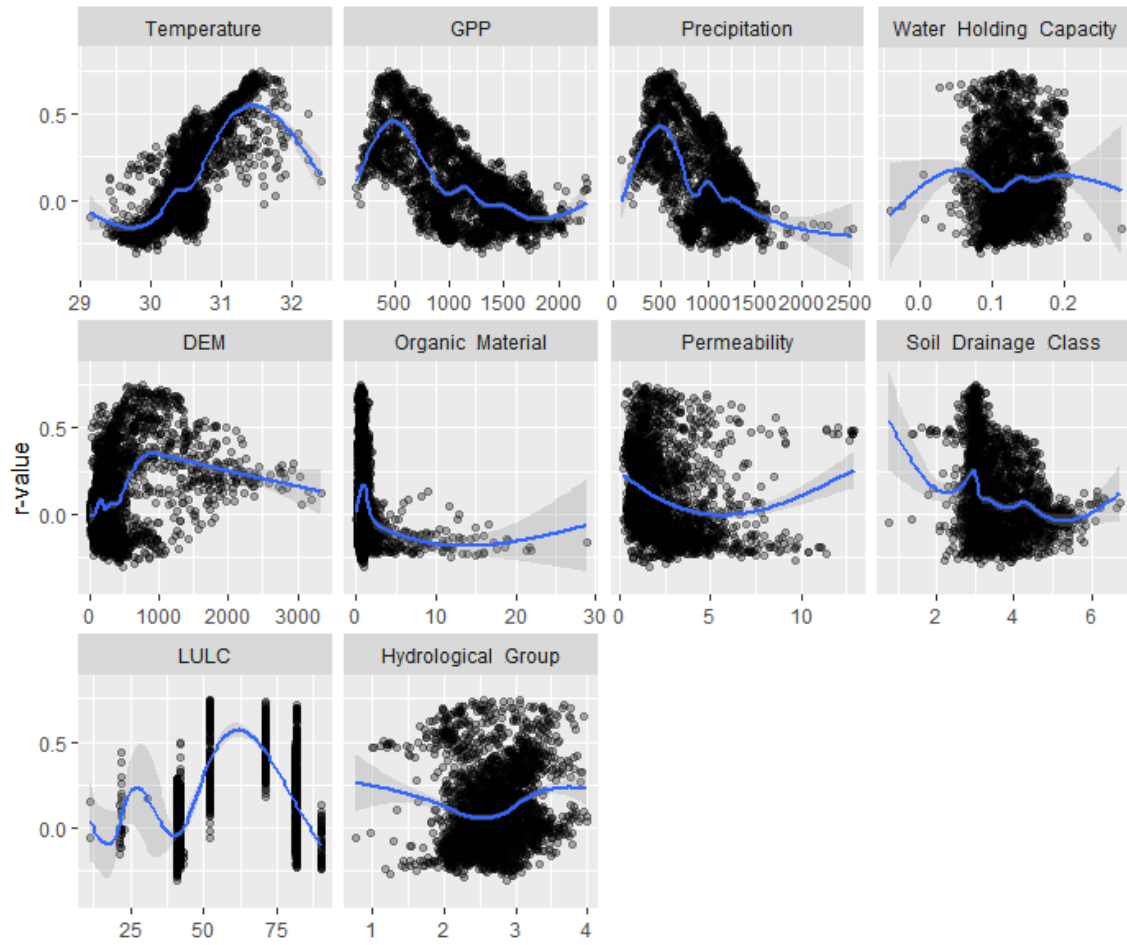 Temperature GPP Precipitation Water Holding Capacity
0.5
0.0
29 30 31 32 500 1000 1500 2000 0 500 1000 1500 2000 2500 0.0 0.1 0.2
DEM Organic Material Permeability Soil Drainage Class
r-value
0.5
0.0
0 1000 2000 3000 0 10 20 30 0 5 10 2 4 6
LULC Hydrological Group
0.5
0.0
25 50 75 1 2 3 4